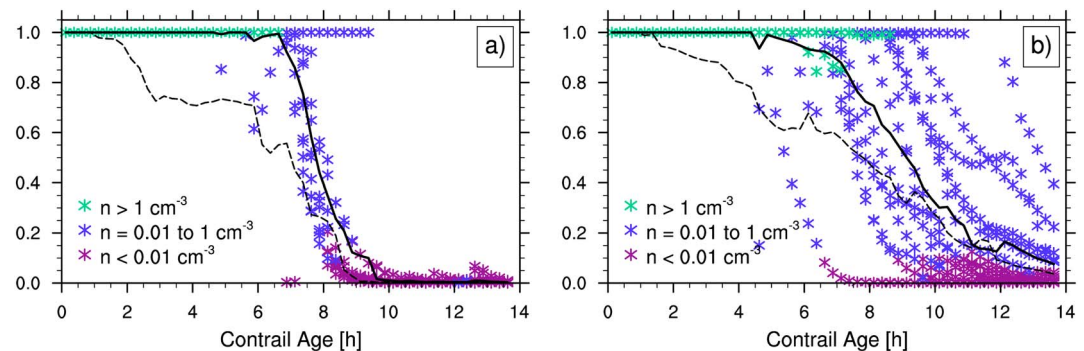 1.0
0.8
0.6
0.4
0.2
0.0
a)
n > 1 cm⁻³
n = 0.01 to 1 cm⁻³
n < 0.01 cm⁻³
0 2 4 6 8 10 12 14
Contrail Age [h]
1.0
0.8
0.6
0.4
0.2
0.0
b)
n > 1 cm⁻³
n = 0.01 to 1 cm⁻³
n < 0.01 cm⁻³
0 2 4 6 8 10 12 14
Contrail Age [h]